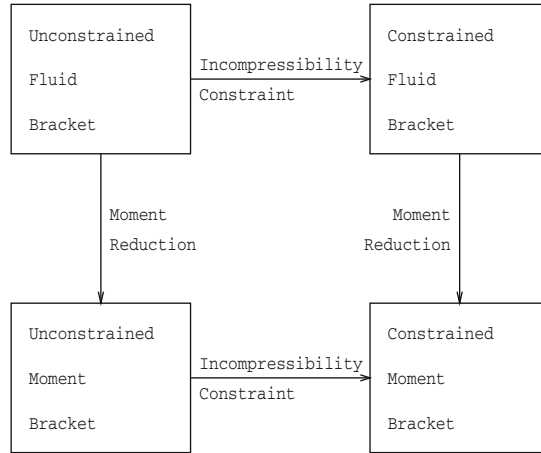 Unconstrained
Fluid
Bracket
Incompressibility
Constraint
Constrained
Fluid
Bracket
Moment
Reduction
Moment
Reduction
Unconstrained
Moment
Bracket
Incompressibility
Constraint
Constrained
Moment
Bracket